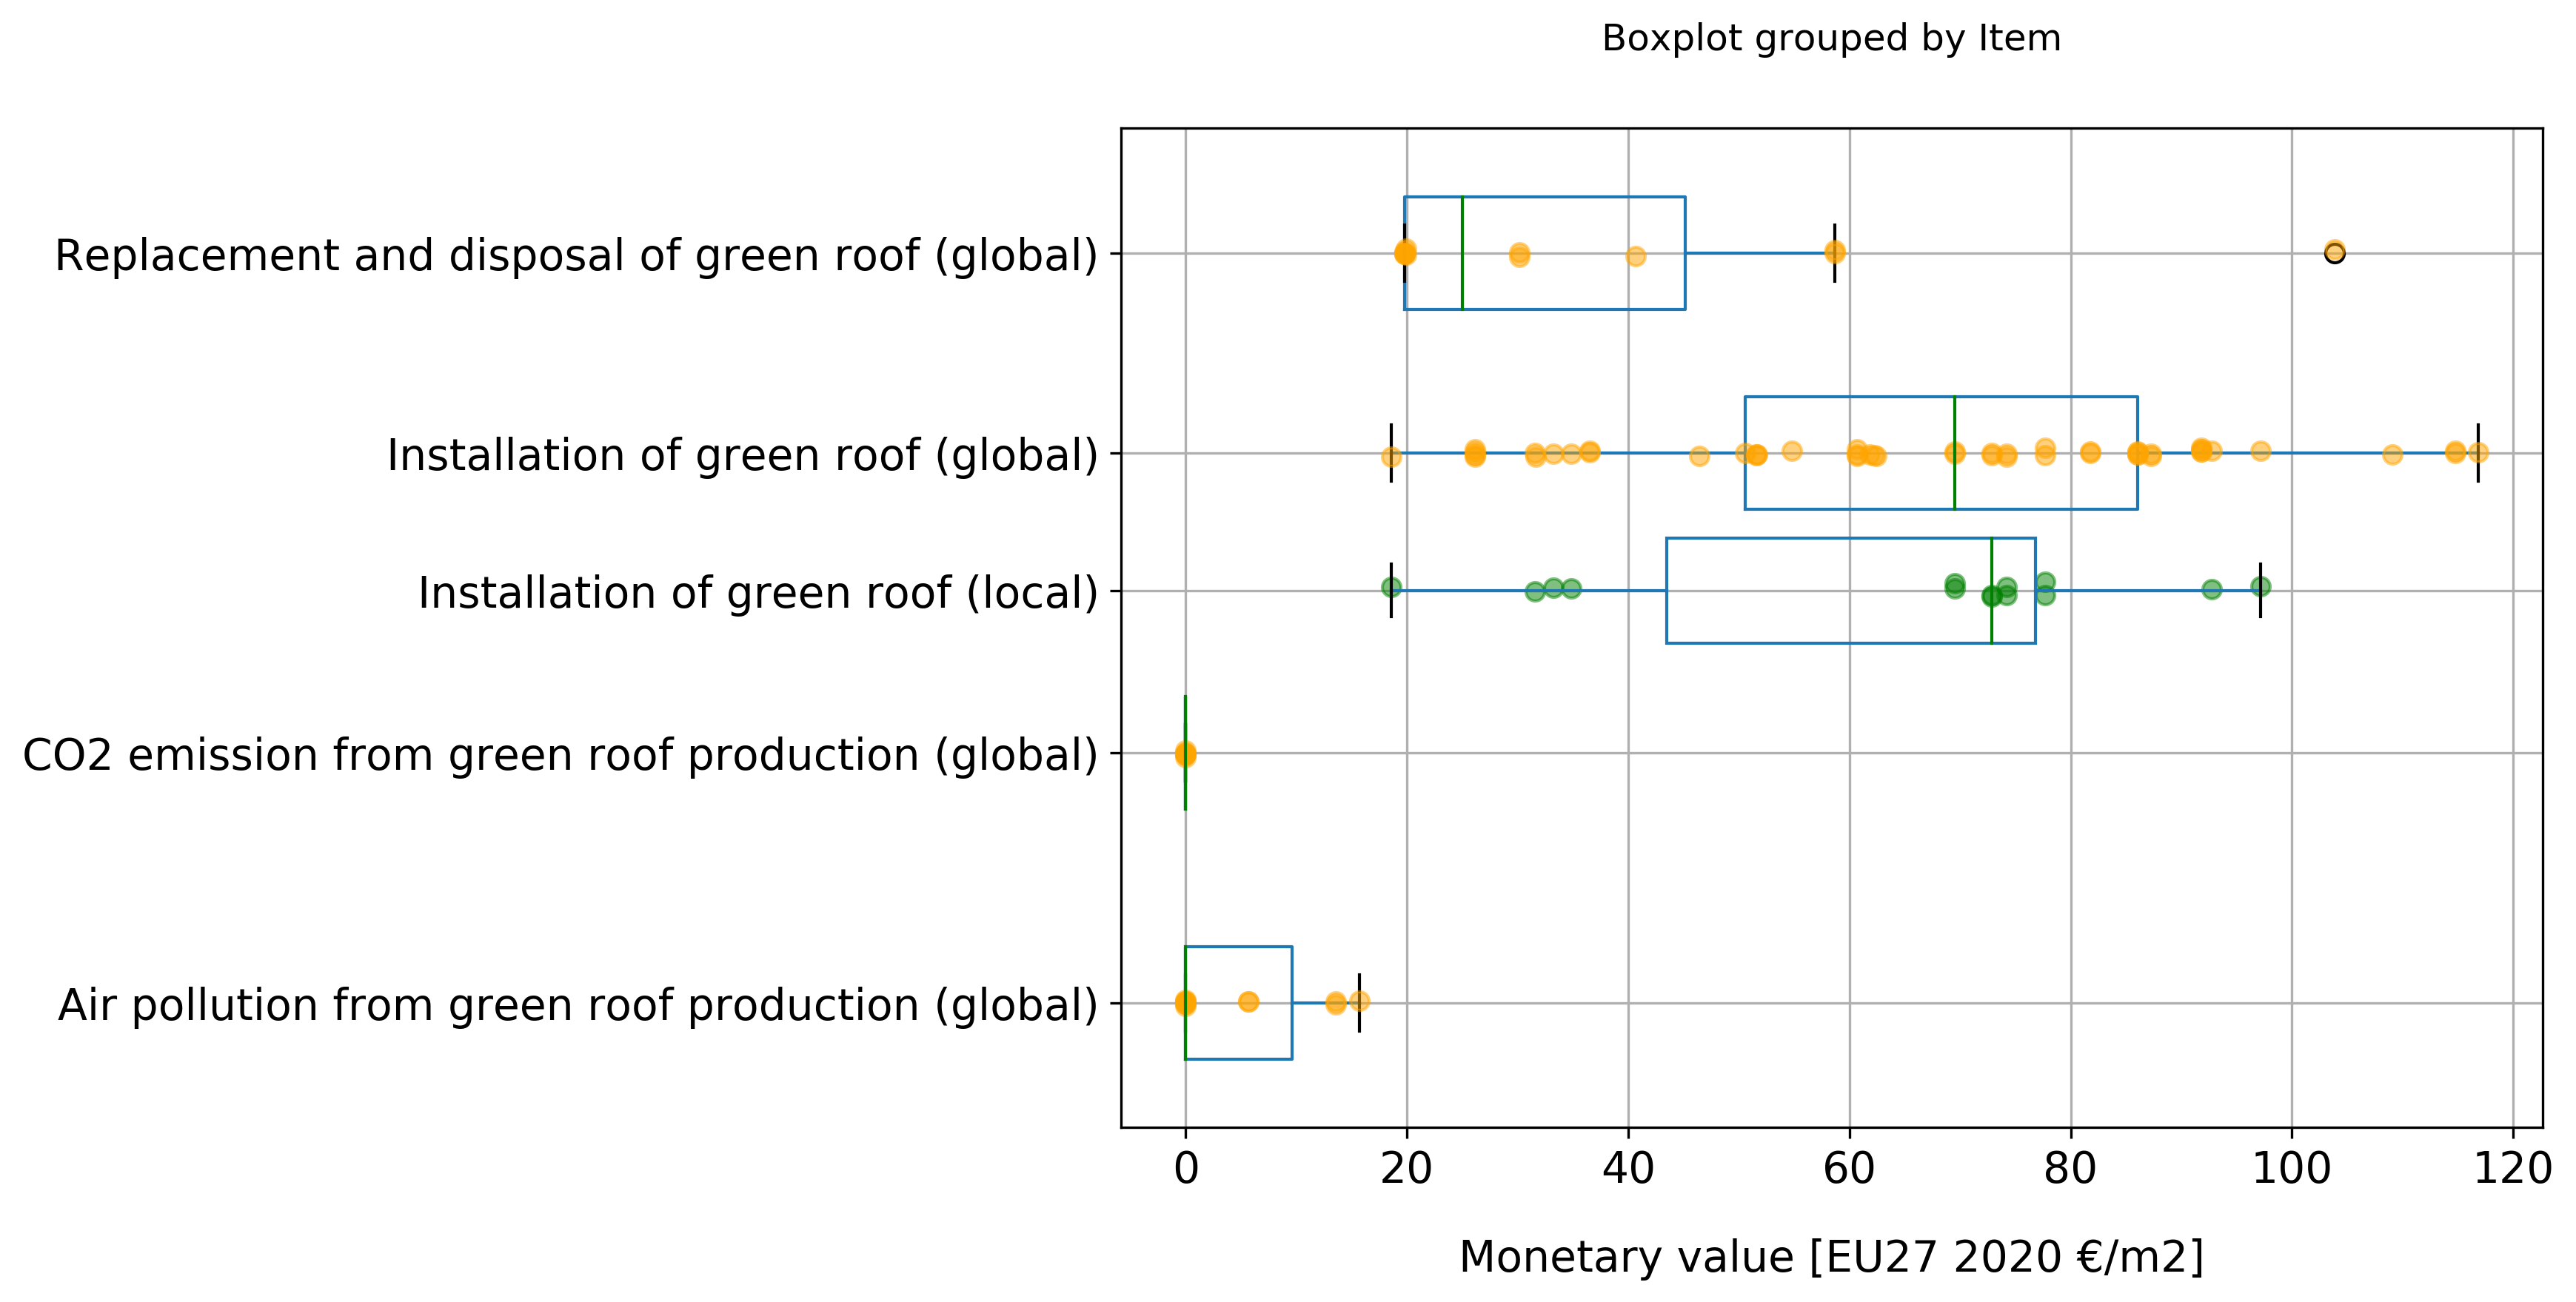 Boxplot grouped by Item
Replacement and disposal of green roof (global)
Installation of green roof (global)
Installation of green roof (local)
CO2 emission from green roof production (global)
Air pollution from green roof production (global)
0 20 40 60 80 100 120
Monetary value [EU27 2020 €/m2]